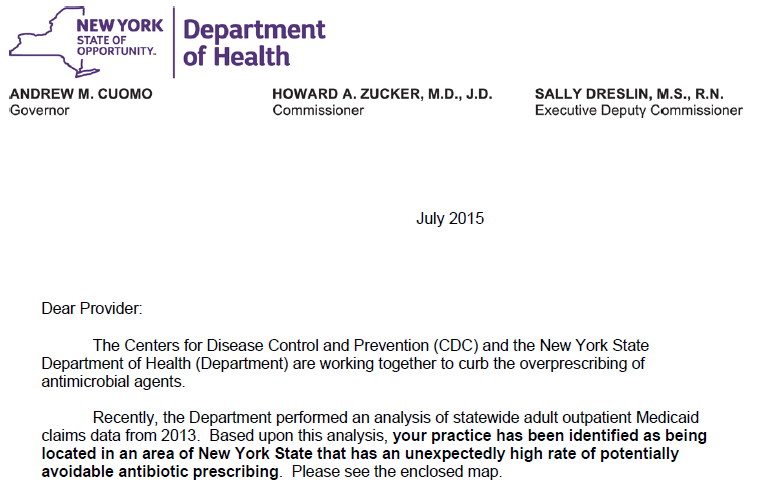 NEW YORK
STATE OF
OPPORTUNITY™
Department
of Health
ANDREW M. CUOMO
Governor
HOWARD A. ZUCKER, M.D., J.D.
Commissioner
SALLY DRESLIN, M.S., R.N.
Executive Deputy Commissioner
July 2015
Dear Provider:
The Centers for Disease Control and Prevention (CDC) and the New York State
Department of Health (Department) are working together to curb the overprescribing of
antimicrobial agents.
Recently, the Department performed an analysis of statewide adult outpatient Medicaid
claims data from 2013.  Based upon this analysis, your practice has been identified as being
located in an area of New York State that has an unexpectedly high rate of potentially
avoidable antibiotic prescribing.  Please see the enclosed map.